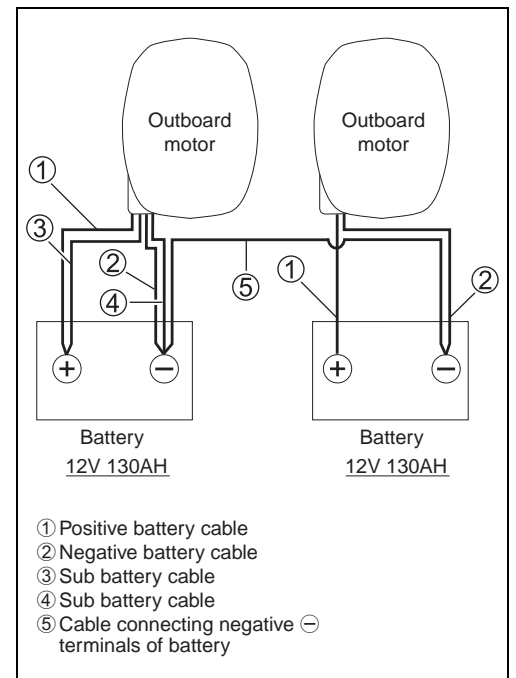 Outboard
motor
Outboard
motor
①
③
②
④
⑤
①
②
+
−
+
−
Battery
12V 130AH
Battery
12V 130AH
① Positive battery cable
② Negative battery cable
③ Sub battery cable
④ Sub battery cable
⑤ Cable connecting negative ⊖
terminals of battery